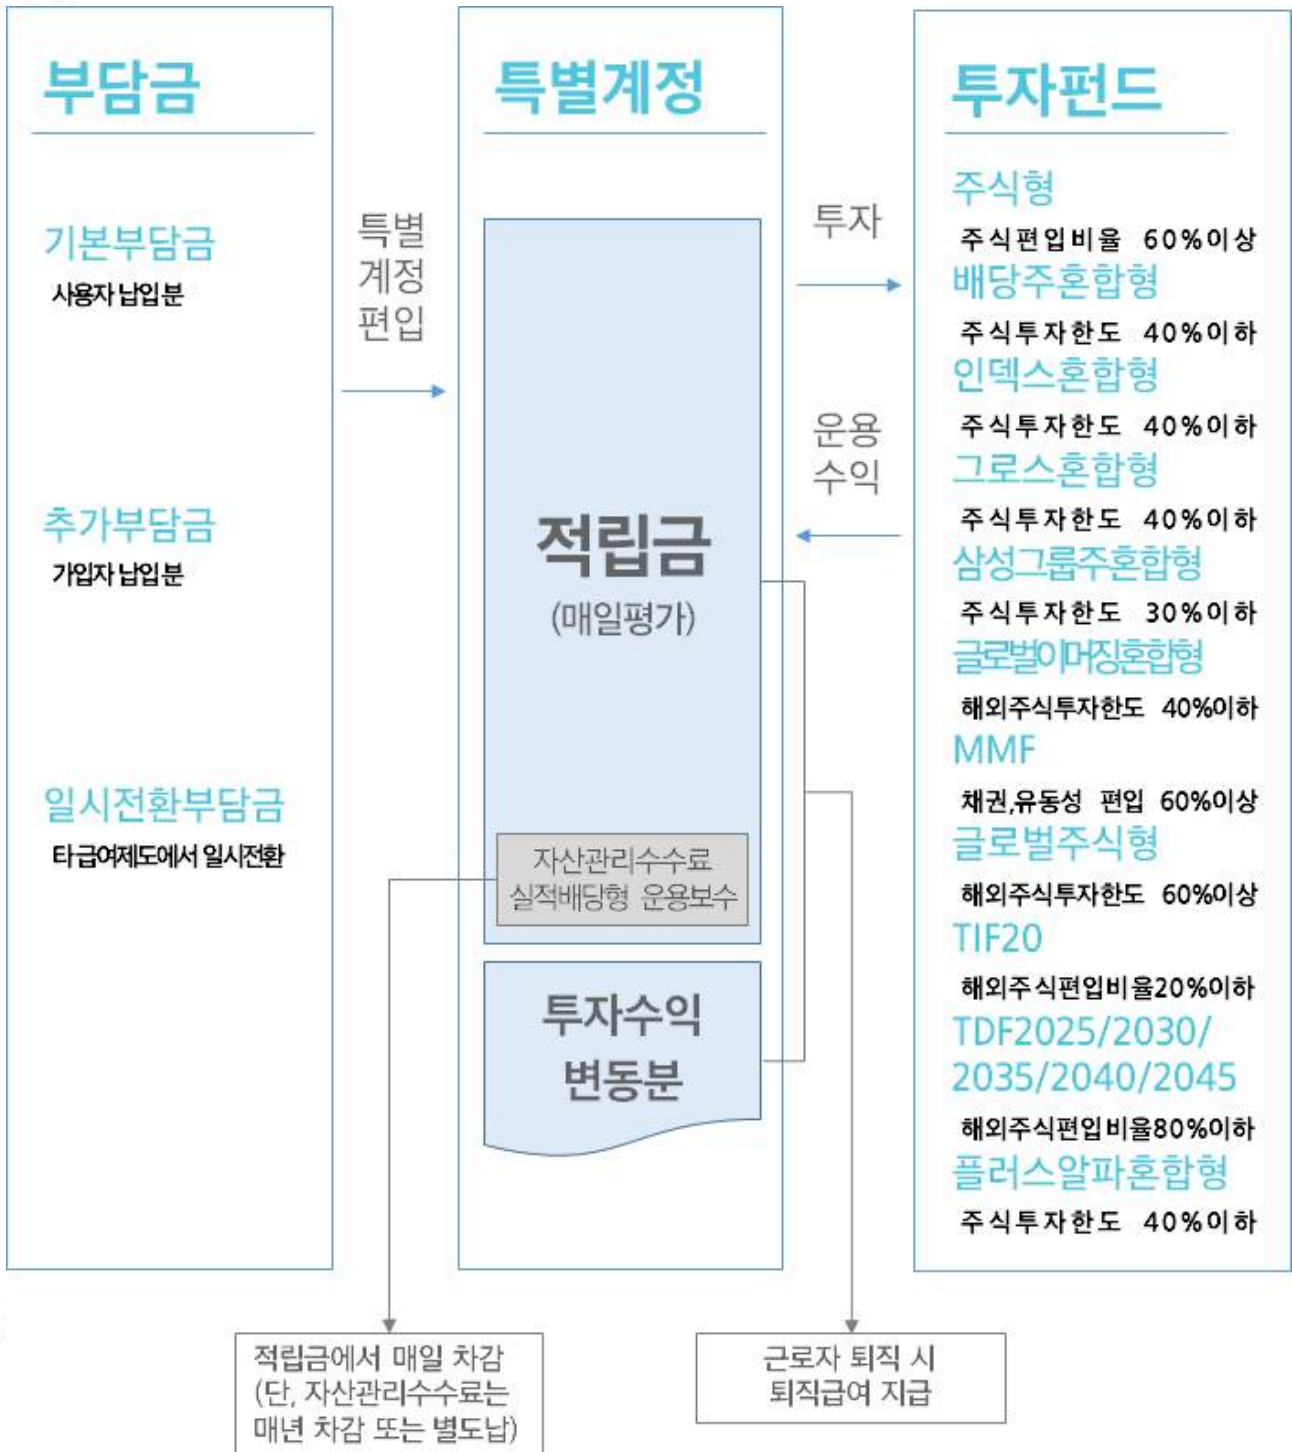 부담금
기본부담금
사용자 납입분
추가부담금
가입자 납입분
일시전환부담금
타 급여제도에서 일시전환
특별
계정
편입
특별계정
적립금
(매일평가)
자산관리수수료
실적배당형 운용보수
투자수익
변동분
투자
운용
수익
투자펀드
주식형
주식편입비율 60%이상
배당주혼합형
주식투자한도 40%이하
인덱스혼합형
주식투자한도 40%이하
그로스혼합형
주식투자한도 40%이하
삼성그룹주혼합형
주식투자한도 30%이하
글로벌이머징혼합형
해외주식투자한도 40%이하
MMF
채권,유동성 편입 60%이상
글로벌주식형
해외주식투자한도 60%이상
TIF20
해외주식편입비율20%이하
TDF2025/2030/
2035/2040/2045
해외주식편입비율80%이하
플러스알파혼합형
주식투자한도 40%이하
적립금에서 매일 차감
(단, 자산관리수수료는
매년 차감 또는 별도납)
근로자 퇴직 시
퇴직급여 지급